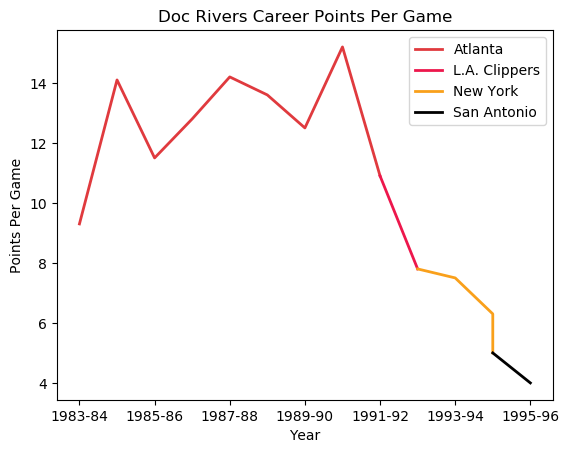 Doc Rivers Career Points Per Game
Atlanta
L.A. Clippers
New York
San Antonio
Points Per Game
14
12
10
8
6
4
1983-84 1985-86 1987-88 1989-90 1991-92 1993-94 1995-96
Year